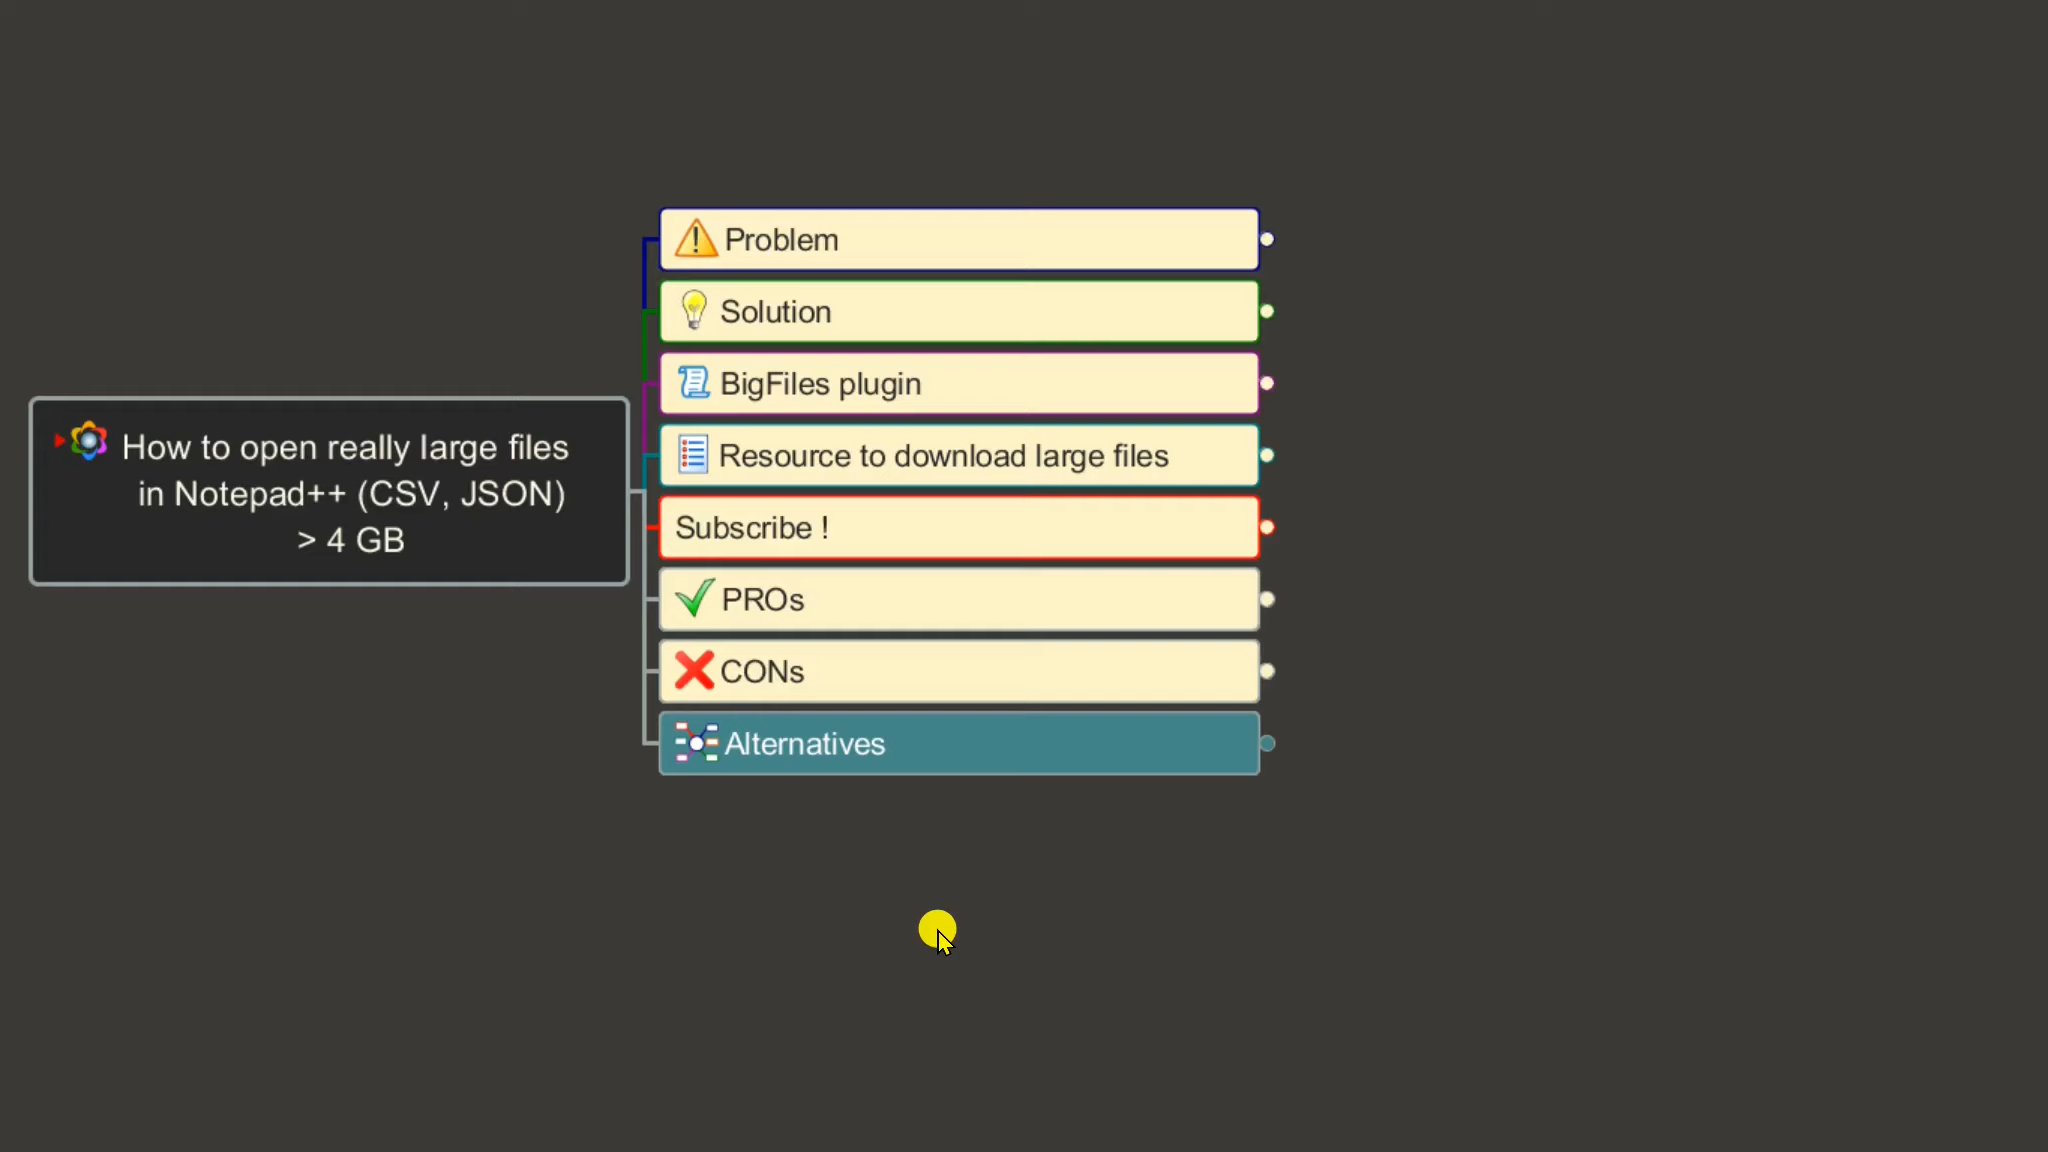 How to open really large files
in Notepad++ (CSV, JSON)
> 4 GB
Problem
Solution
BigFiles plugin
Resource to download large files
Subscribe !
PROs
CONs
Alternatives